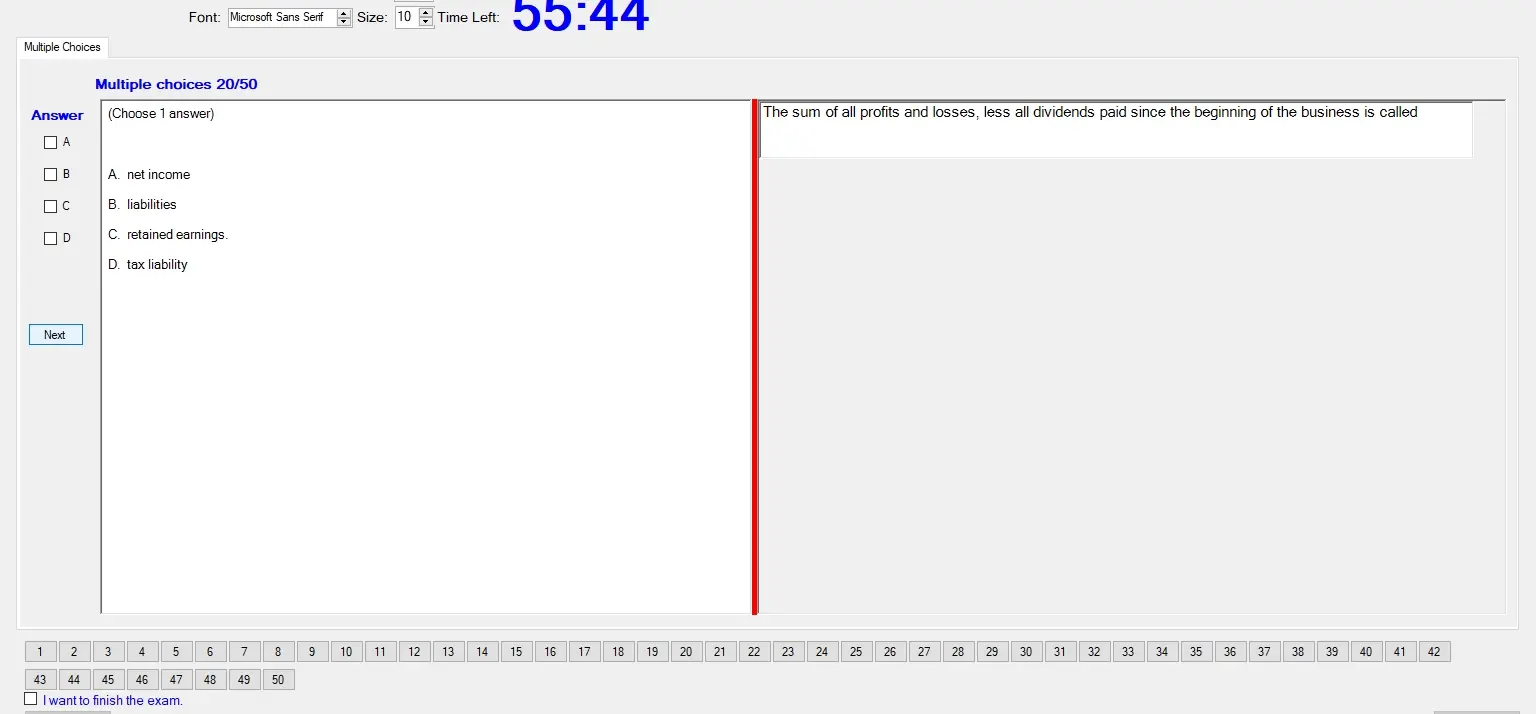 Font: Microsoft Sans Serif Size: 10 Time Left: 55:44
Multiple Choices
Multiple choices 20/50
Answer
A
B
C
D
Next
(Choose 1 answer)
A. net income
B. liabilities
C. retained earnings.
D. tax liability
The sum of all profits and losses, less all dividends paid since the beginning of the business is called
1 2 3 4 5 6 7 8 9 10 11 12 13 14 15 16 17 18 19 20 21 22 23 24 25 26 27 28 29 30 31 32 33 34 35 36 37 38 39 40 41 42
43 44 45 46 47 48 49 50
I want to finish the exam.